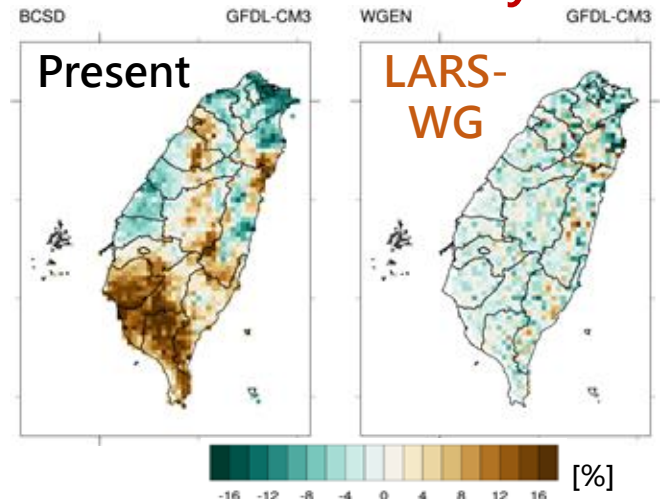 BCSD GFDL-CM3
Present
WGEN GFDL-CM3
LARS-
WG
-16 -12 -8 -4 0 4 8 12 16 [%]